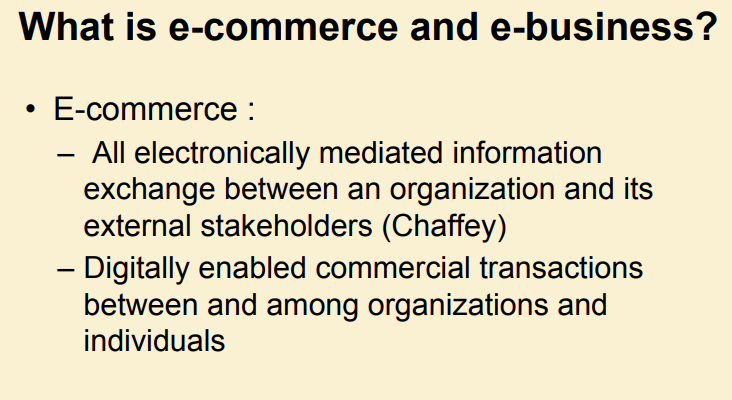 What is e-commerce and e-business?
• E-commerce :
– All electronically mediated information
exchange between an organization and its
external stakeholders (Chaffey)
– Digitally enabled commercial transactions
between and among organizations and
individuals